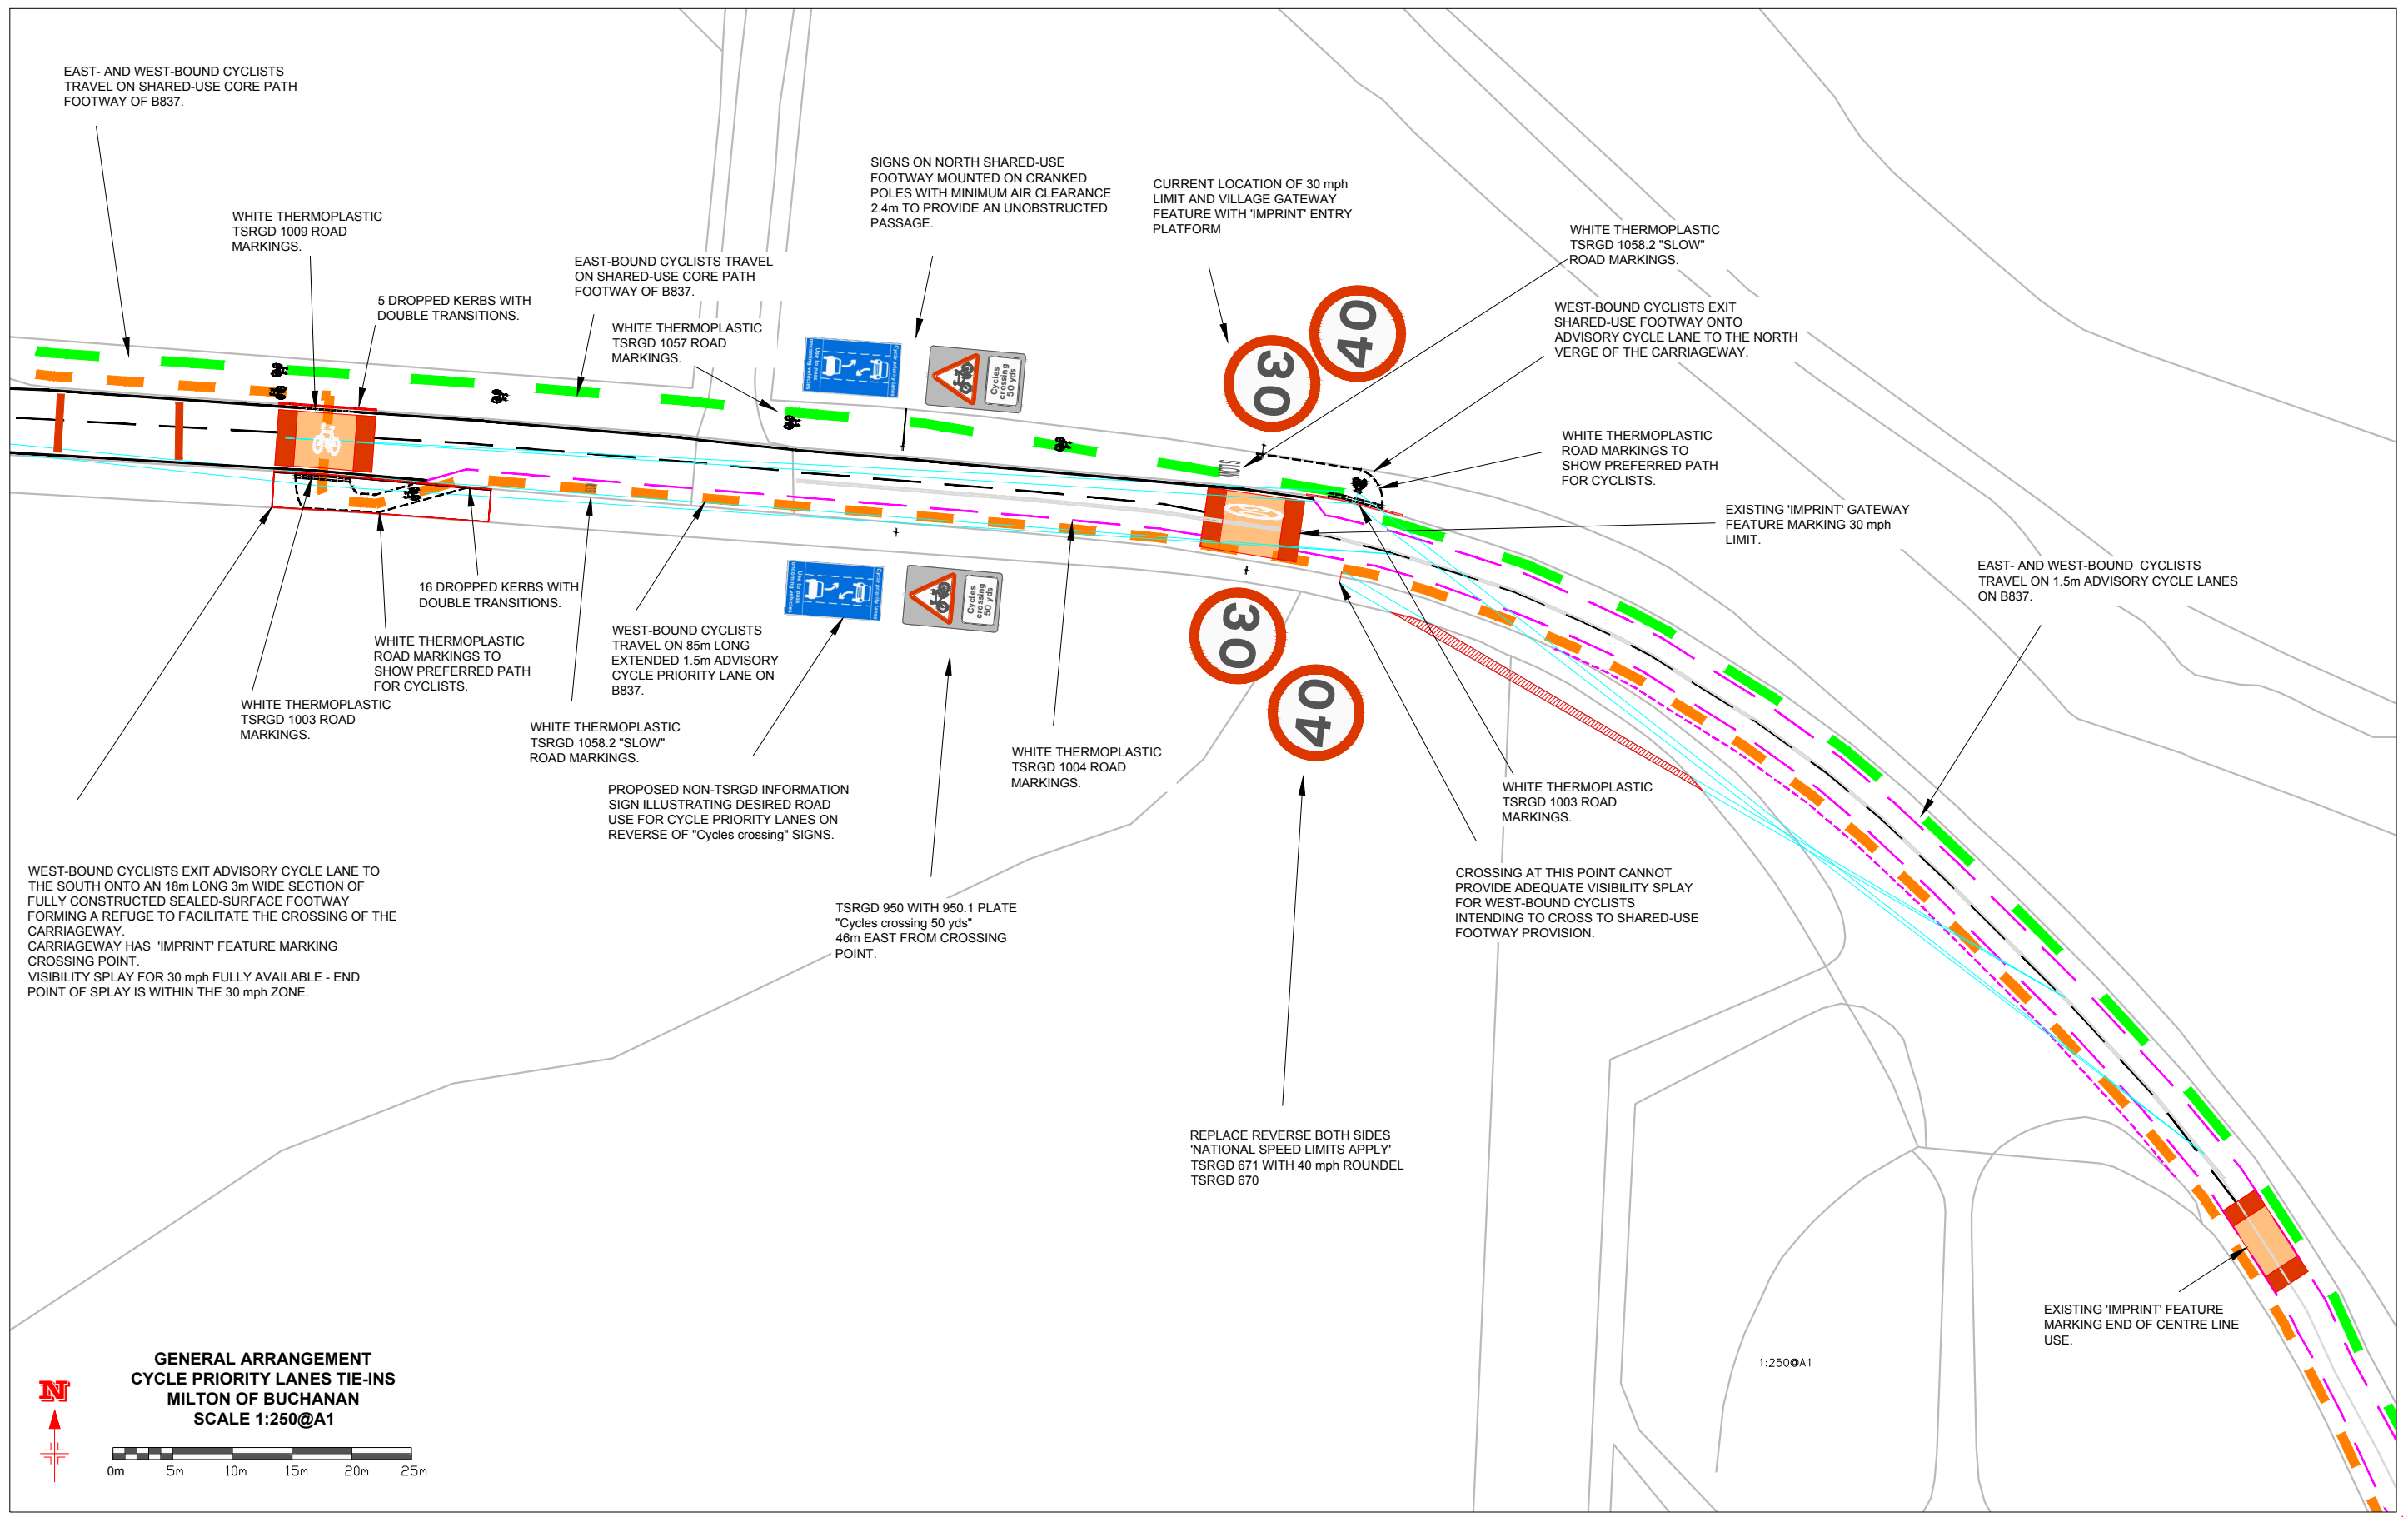 EAST- AND WEST-BOUND CYCLISTS
TRAVEL ON SHARED-USE CORE PATH
FOOTWAY OF B837.
WHITE THERMOPLASTIC
TSRGD 1009 ROAD
MARKINGS.
5 DROPPED KERBS WITH
DOUBLE TRANSITIONS.
EAST-BOUND CYCLISTS TRAVEL
ON SHARED-USE CORE PATH
FOOTWAY OF B837.
WHITE THERMOPLASTIC
TSRGD 1057 ROAD
MARKINGS.
SIGNS ON NORTH SHARED-USE
FOOTWAY MOUNTED ON CRANKED
POLES WITH MINIMUM AIR CLEARANCE
2.4m TO PROVIDE AN UNOBSTRUCTED
PASSAGE.
CURRENT LOCATION OF 30 mph
LIMIT AND VILLAGE GATEWAY
FEATURE WITH 'IMPRINT' ENTRY
PLATFORM
WHITE THERMOPLASTIC
TSRGD 1058.2 "SLOW"
ROAD MARKINGS.
WEST-BOUND CYCLISTS EXIT
SHARED-USE FOOTWAY ONTO
ADVISORY CYCLE LANE TO THE NORTH
VERGE OF THE CARRIAGEWAY.
WHITE THERMOPLASTIC
ROAD MARKINGS TO
SHOW PREFERRED PATH
FOR CYCLISTS.
EXISTING 'IMPRINT' GATEWAY
FEATURE MARKING 30 mph
LIMIT.
EAST- AND WEST-BOUND CYCLISTS
TRAVEL ON 1.5m ADVISORY CYCLE LANES
ON B837.
Cycle priority lanes
Use to pass
oncoming vehicles
Cycles
crossing
50 yds
30
40
SLOW
16 DROPPED KERBS WITH
DOUBLE TRANSITIONS.
WHITE THERMOPLASTIC
ROAD MARKINGS TO
SHOW PREFERRED PATH
FOR CYCLISTS.
WHITE THERMOPLASTIC
TSRGD 1003 ROAD
MARKINGS.
WEST-BOUND CYCLISTS
TRAVEL ON 85m LONG
EXTENDED 1.5m ADVISORY
CYCLE PRIORITY LANE ON
B837.
WHITE THERMOPLASTIC
TSRGD 1058.2 "SLOW"
ROAD MARKINGS.
Cycle priority lanes
Use to pass
oncoming vehicles
Cycles
crossing
50 yds
30
40
PROPOSED NON-TSRGD INFORMATION
SIGN ILLUSTRATING DESIRED ROAD
USE FOR CYCLE PRIORITY LANES ON
REVERSE OF "Cycles crossing" SIGNS.
WHITE THERMOPLASTIC
TSRGD 1004 ROAD
MARKINGS.
WHITE THERMOPLASTIC
TSRGD 1003 ROAD
MARKINGS.
WEST-BOUND CYCLISTS EXIT ADVISORY CYCLE LANE TO
THE SOUTH ONTO AN 18m LONG 3m WIDE SECTION OF
FULLY CONSTRUCTED SEALED-SURFACE FOOTWAY
FORMING A REFUGE TO FACILITATE THE CROSSING OF THE
CARRIAGEWAY.
CARRIAGEWAY HAS 'IMPRINT' FEATURE MARKING
CROSSING POINT.
VISIBILITY SPLAY FOR 30 mph FULLY AVAILABLE - END
POINT OF SPLAY IS WITHIN THE 30 mph ZONE.
TSRGD 950 WITH 950.1 PLATE
"Cycles crossing 50 yds"
46m EAST FROM CROSSING
POINT.
CROSSING AT THIS POINT CANNOT
PROVIDE ADEQUATE VISIBILITY SPLAY
FOR WEST-BOUND CYCLISTS
INTENDING TO CROSS TO SHARED-USE
FOOTWAY PROVISION.
REPLACE REVERSE BOTH SIDES
'NATIONAL SPEED LIMITS APPLY'
TSRGD 671 WITH 40 mph ROUNDEL
TSRGD 670
EXISTING 'IMPRINT' FEATURE
MARKING END OF CENTRE LINE
USE.
1:250@A1
GENERAL ARRANGEMENT
CYCLE PRIORITY LANES TIE-INS
MILTON OF BUCHANAN
SCALE 1:250@A1
N
0m 5m 10m 15m 20m 25m